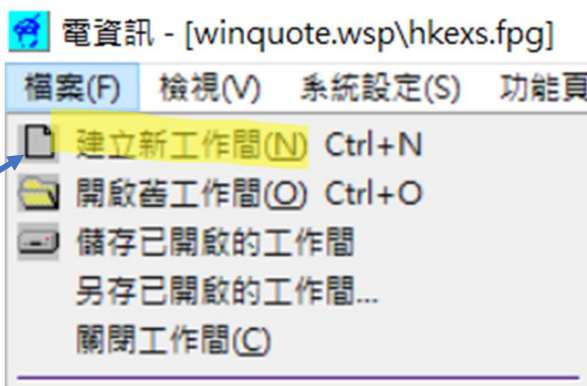 電資訊 - [winquote.wsp\hkexs.fpg]
檔案(F) 檢視(V) 系統設定(S) 功能頁
建立新工作間(N) Ctrl+N
開啟舊工作間(O) Ctrl+O
儲存已開啟的工作間
另存已開啟的工作間...
關閉工作間(C)